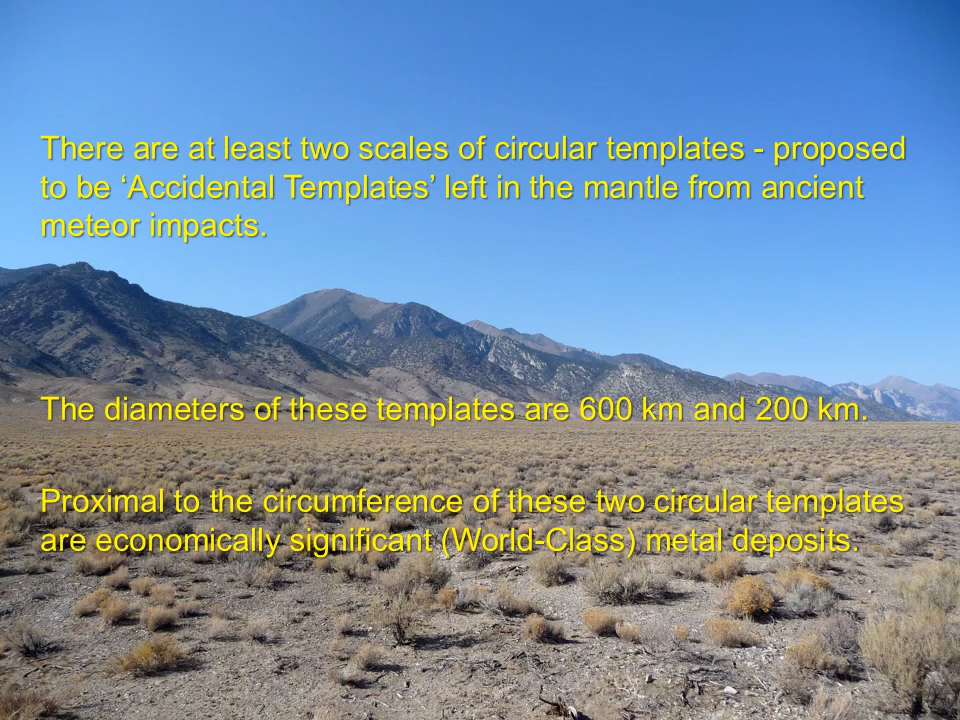 There are at least two scales of circular templates - proposed
to be ‘Accidental Templates’ left in the mantle from ancient
meteor impacts.
The diameters of these templates are 600 km and 200 km.
Proximal to the circumference of these two circular templates
are economically significant (World-Class) metal deposits.